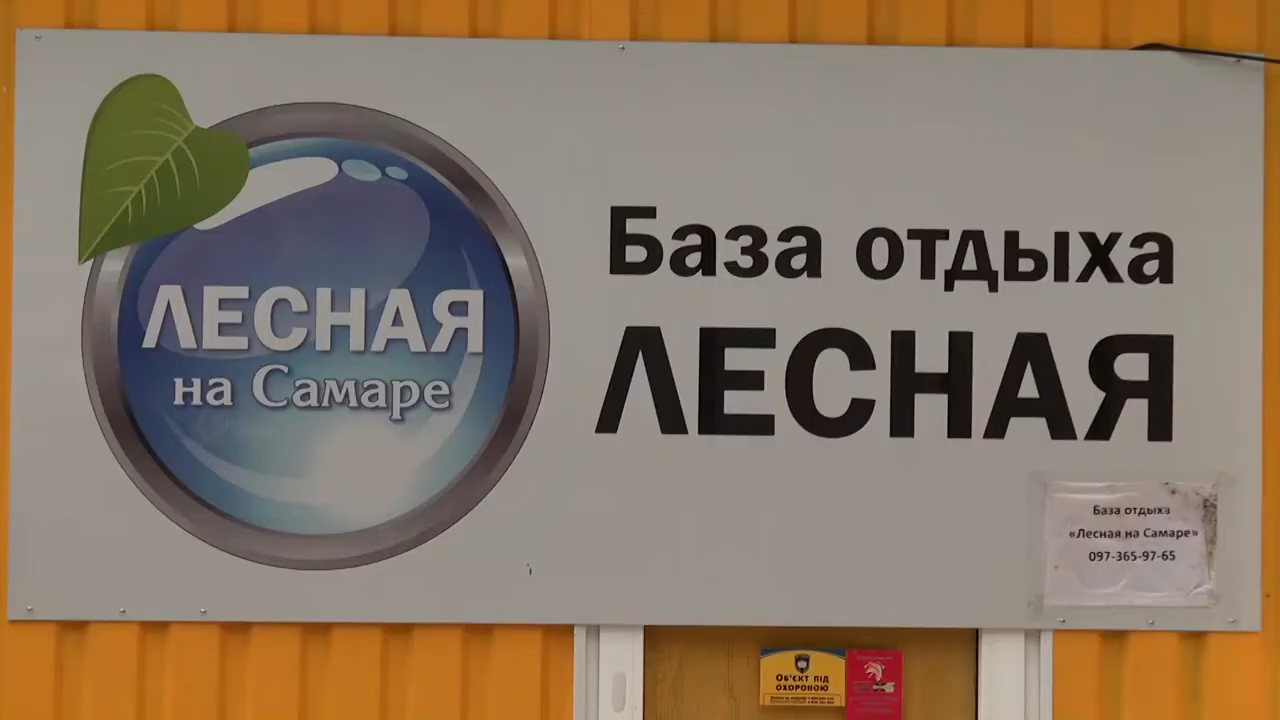 ЛЕСНАЯ
на Самаре
База отдыха
ЛЕСНАЯ
База отдыха
«Лесная на Самаре»
097-365-97-65
Об'єкт під
охороною